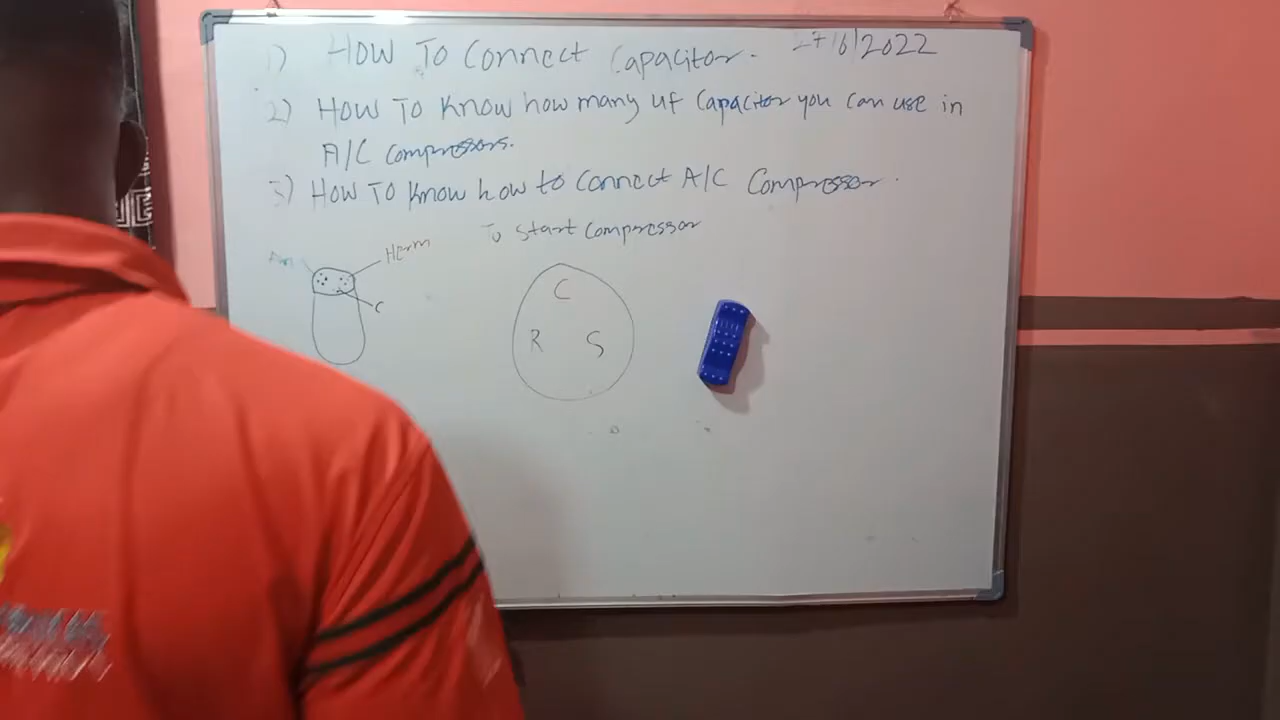 1) HOW TO Connect Capacitor. 27/6/2022
2) HOW TO Know how many uf Capacitor you can use in
A/C Compressors.
3) HOW TO Know how to Connect A/C Compressor.
To Start Compressor
Fan
Herm
C
C
R S